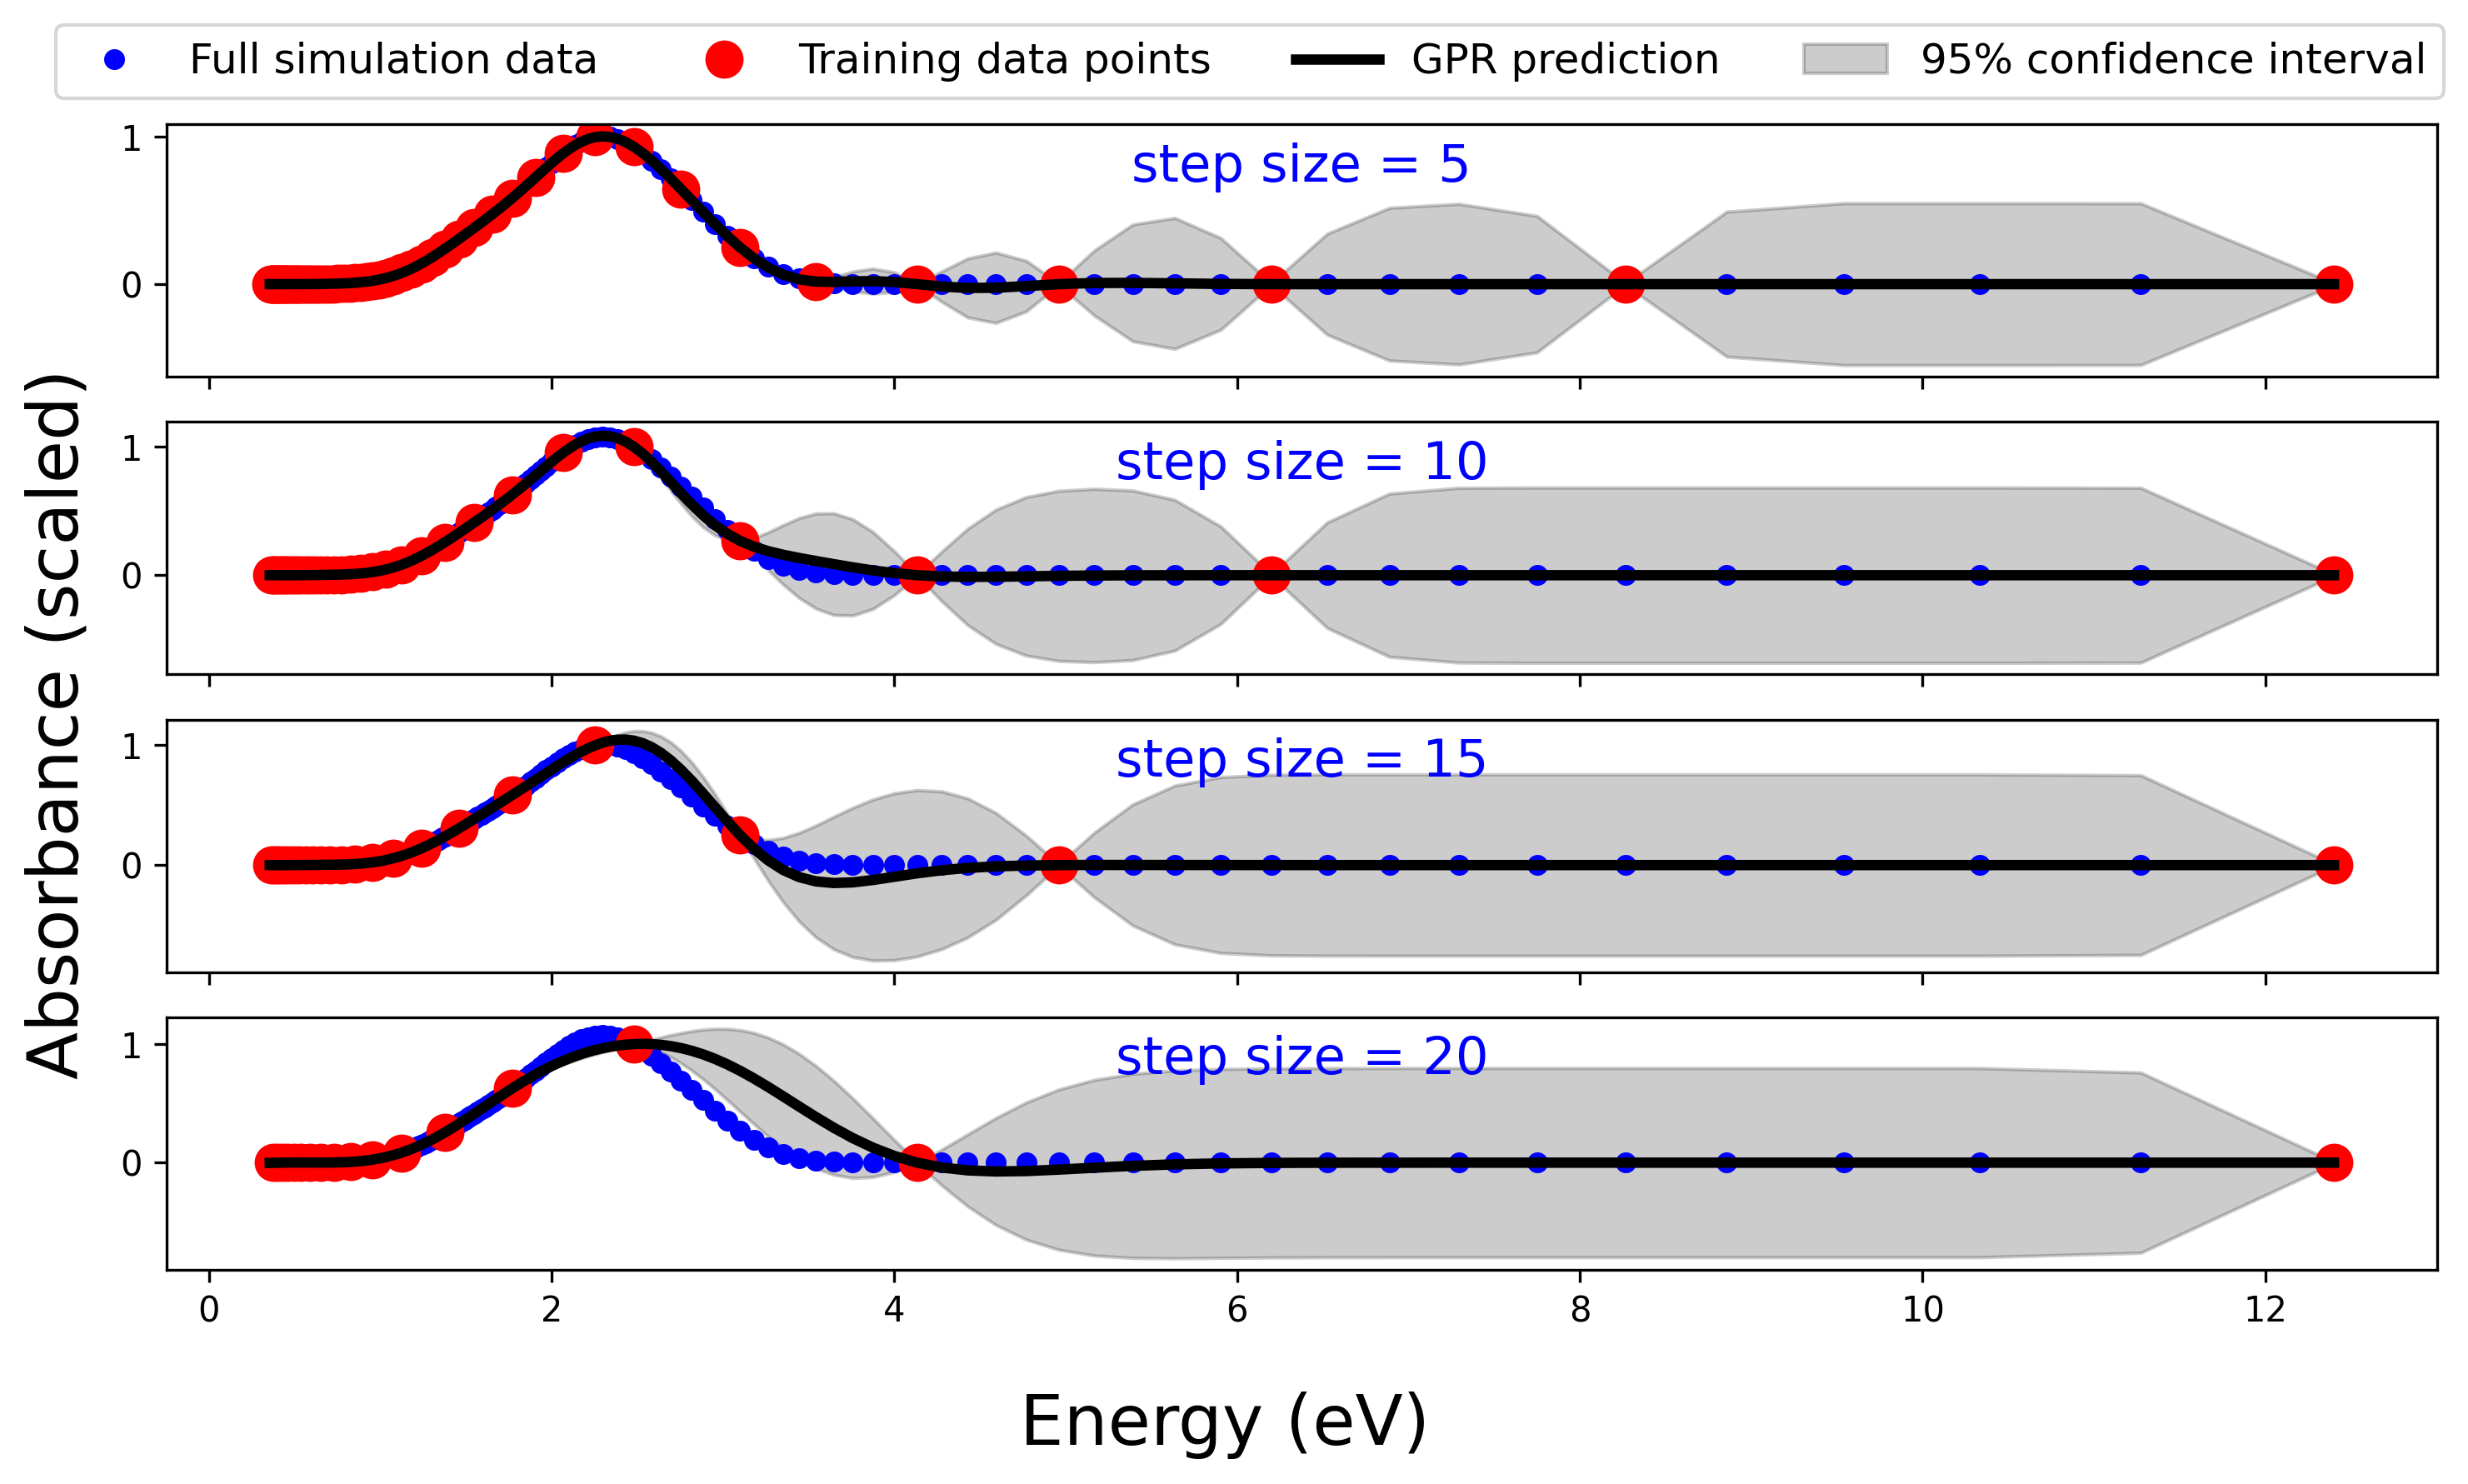 Full simulation data Training data points GPR prediction 95% confidence interval
1
step size = 5
0
1
step size = 10
0
Absorbance (scaled)
1
step size = 15
0
1
step size = 20
0
0 2 4 6 8 10 12
Energy (eV)